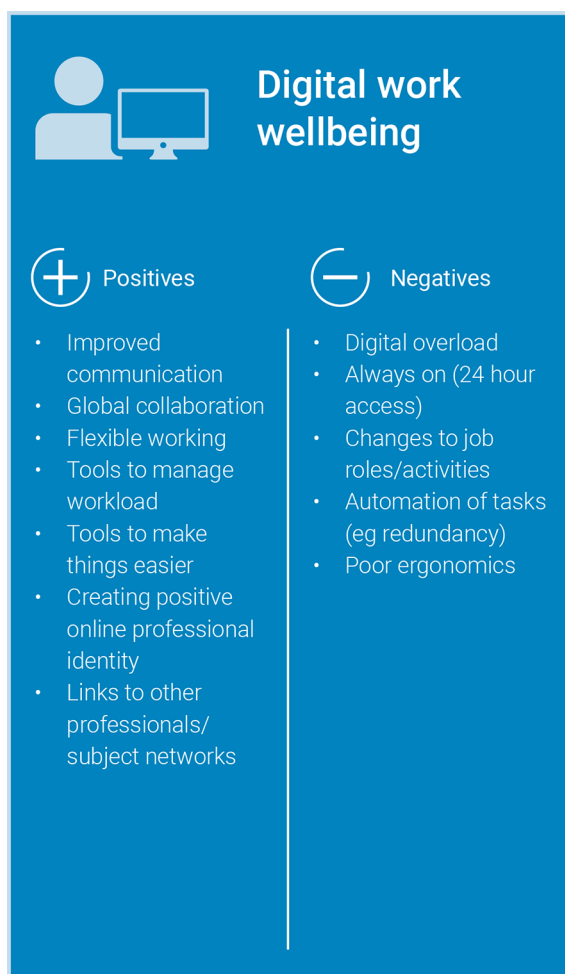 Digital work
wellbeing
Positives
• Improved
communication
• Global collaboration
• Flexible working
• Tools to manage
workload
• Tools to make
things easier
• Creating positive
online professional
identity
• Links to other
professionals/
subject networks
Negatives
• Digital overload
• Always on (24 hour
access)
• Changes to job
roles/activities
• Automation of tasks
(eg redundancy)
• Poor ergonomics